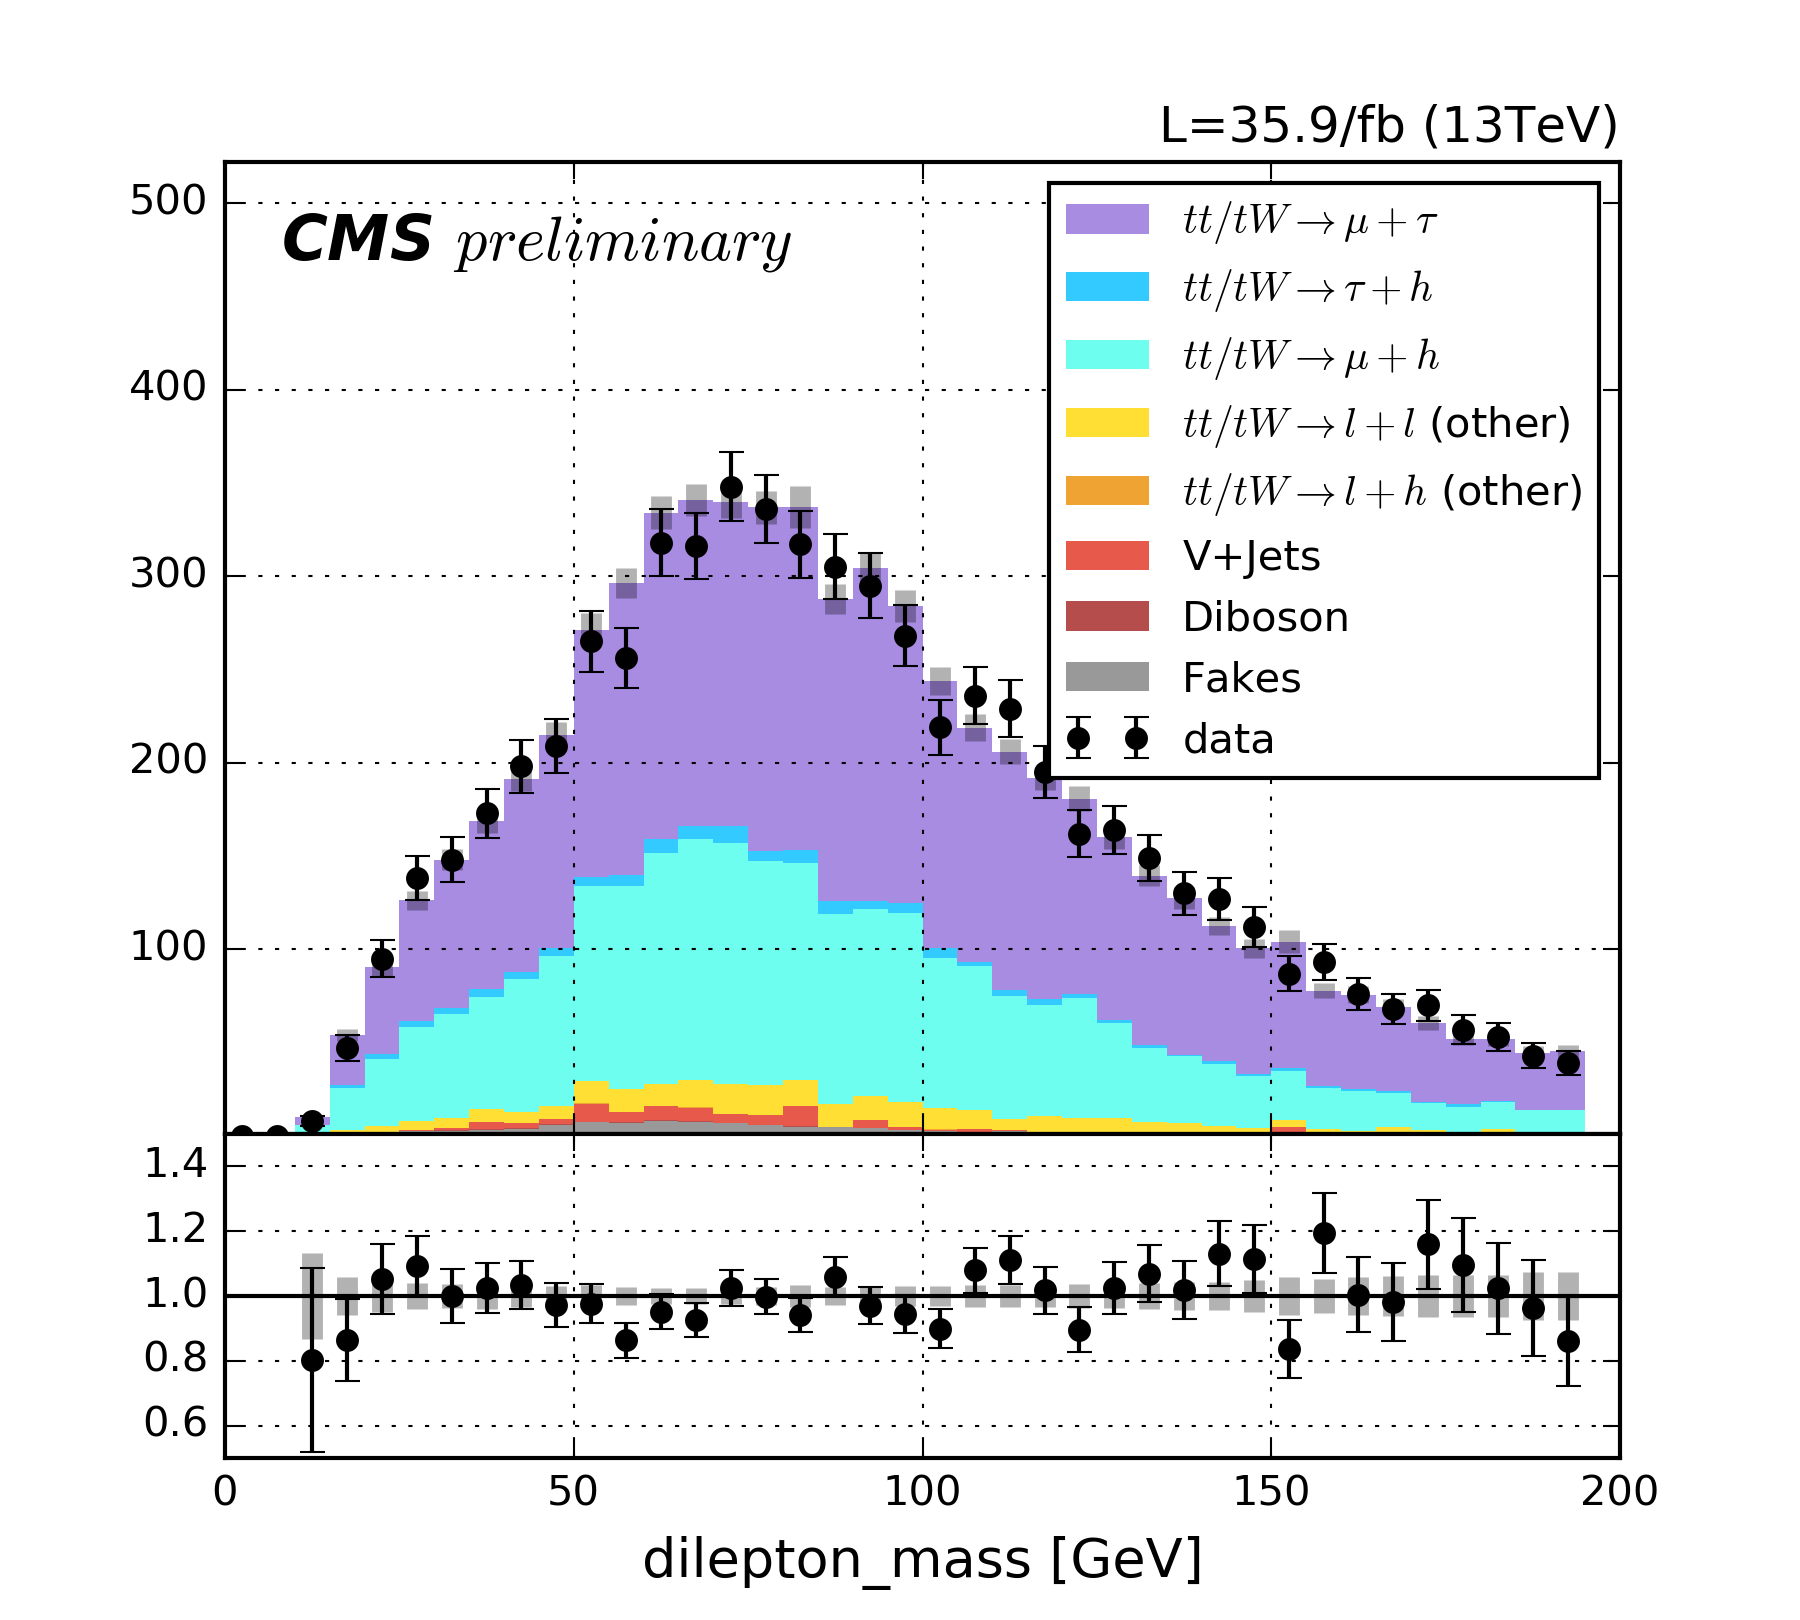 L=35.9/fb (13TeV)
CMS preliminary
500
400
300
200
100
tt/tW→μ+τ
tt/tW→τ+h
tt/tW→μ+h
tt/tW→l+l (other)
tt/tW→l+h (other)
V+Jets
Diboson
Fakes
data
1.4
1.2
1.0
0.8
0.6
0 50 100 150 200
dilepton_mass [GeV]